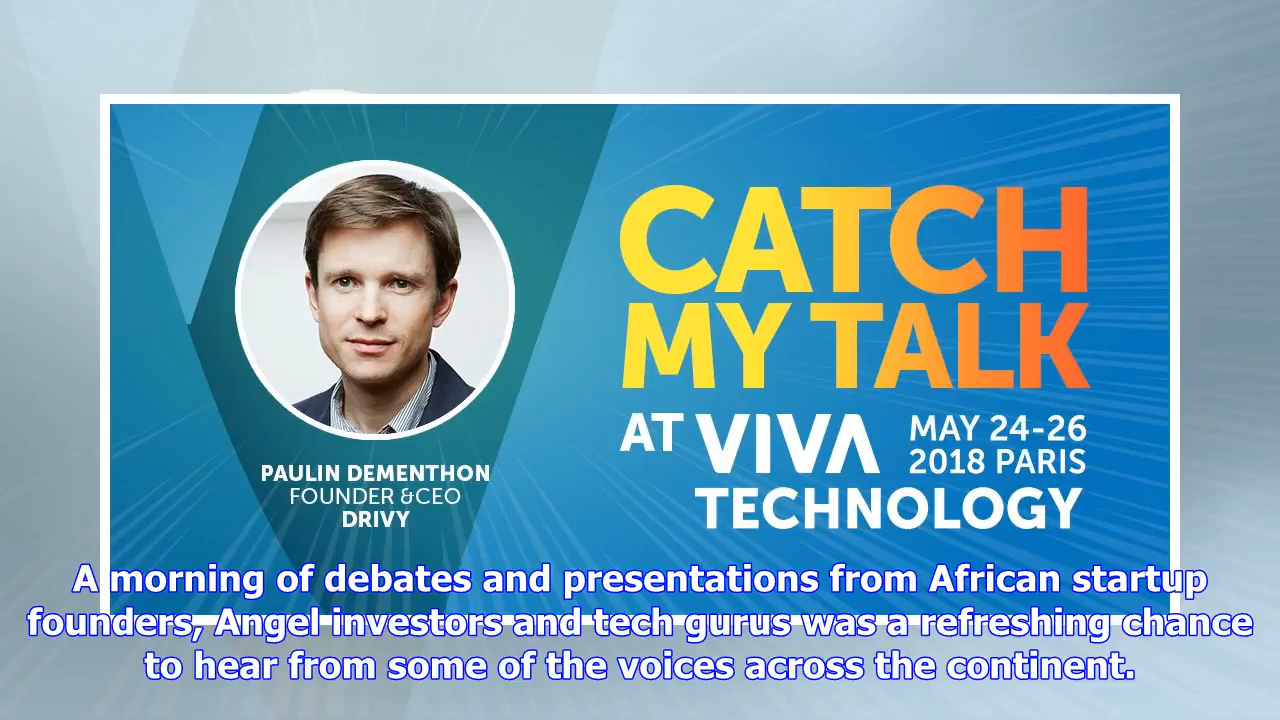 CATCH
MY TALK
AT VIVA
TECHNOLOGY
MAY 24-26
2018 PARIS
PAULIN DEMENTHON
FOUNDER &CEO
DRIVY
A morning of debates and presentations from African startup
founders, Angel investors and tech gurus was a refreshing chance
to hear from some of the voices across the continent.